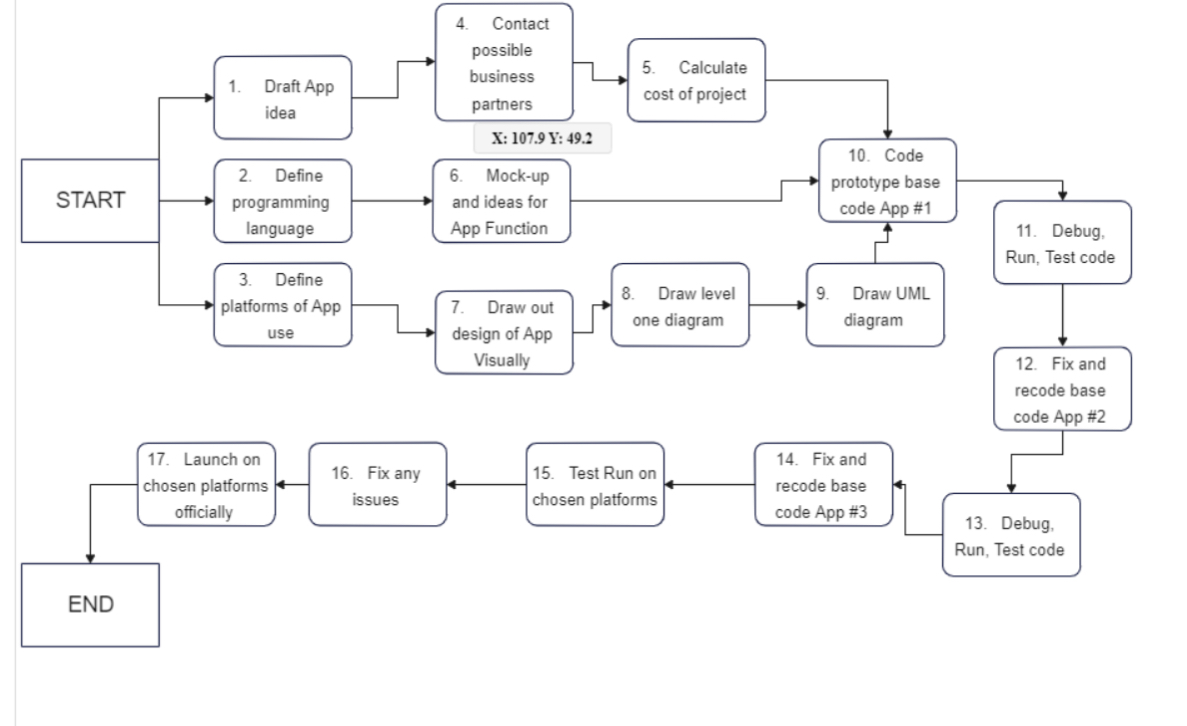 START
1. Draft App
idea
2. Define
programming
language
3. Define
platforms of App
use
4. Contact
possible
business
partners
X: 107.9 Y: 49.2
5. Calculate
cost of project
6. Mock-up
and ideas for
App Function
7. Draw out
design of App
Visually
8. Draw level
one diagram
9. Draw UML
diagram
10. Code
prototype base
code App #1
11. Debug,
Run, Test code
12. Fix and
recode base
code App #2
13. Debug,
Run, Test code
14. Fix and
recode base
code App #3
15. Test Run on
chosen platforms
16. Fix any
issues
17. Launch on
chosen platforms
officially
END